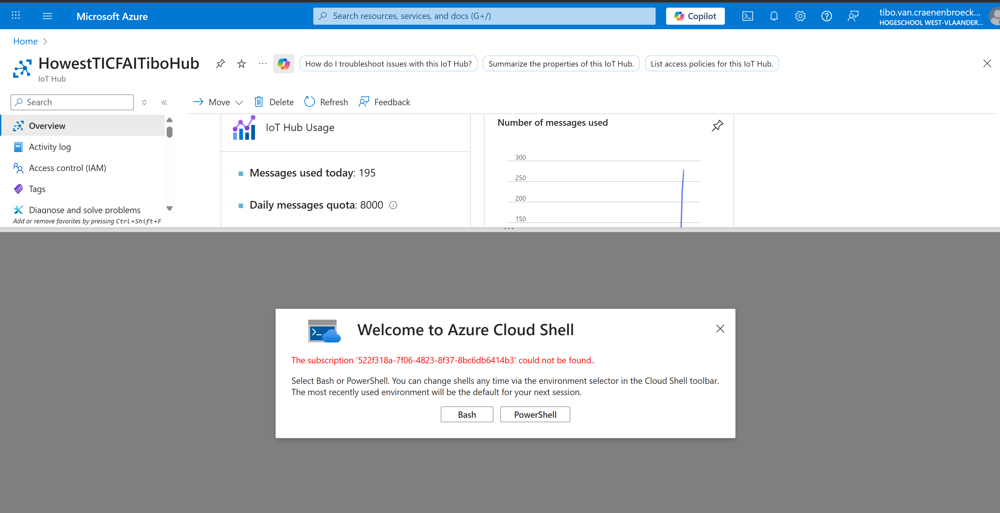 Microsoft Azure
Search resources, services, and docs (G+/)
Copilot
tibo.van.craenenbroeck...
HOGESCHOOL WEST-VLAANDER...
Home
HowestTICFAITiboHub
IoT Hub
How do I troubleshoot issues with this IoT Hub?
Summarize the properties of this IoT Hub.
List access policies for this IoT Hub.
Search
Move
Delete
Refresh
Feedback
Overview
Activity log
Access control (IAM)
Tags
Diagnose and solve problems
Add or remove favorites by pressing Ctrl+Shift+F
IoT Hub Usage
Messages used today: 195
Daily messages quota: 8000
Number of messages used
300
250
200
150
Welcome to Azure Cloud Shell
The subscription '522f318a-7f06-4823-8f37-8bc6db6414b3' could not be found..
Select Bash or PowerShell. You can change shells any time via the environment selector in the Cloud Shell toolbar.
The most recently used environment will be the default for your next session.
Bash
PowerShell